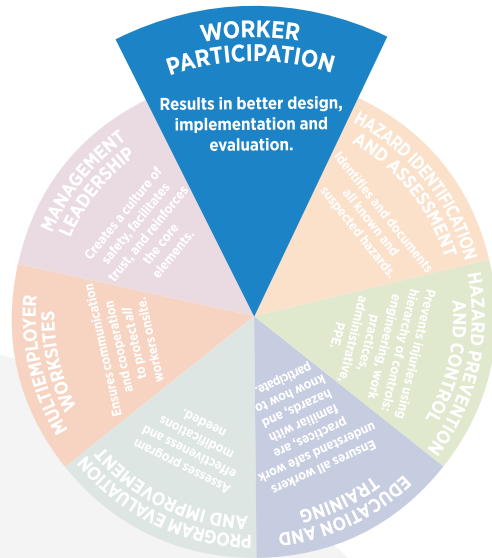 WORKER
PARTICIPATION
Results in better design,
implementation and
evaluation.
HAZARD IDENTIFICATION
AND ASSESSMENT
Identifies and documents
all known and
suspected hazards
HAZARD PREVENTION
AND CONTROL
Prevents injuries using
hierarchy of controls:
engineering, work
practices,
administrative,
PPE.
EDUCATION AND
TRAINING
Ensures all workers
understand safe work
practices, are
familiar with
hazards, and
know how to
participate.
PROGRAM EVALUATION
AND IMPROVEMENT
Assesses program
effectiveness and
modifications
needed.
MULTIEMPLOYER
WORKSITES
Ensures communication
and cooperation
and cooperation
to protect all
workers onsite.
MANAGEMENT
LEADERSHIP
Creates a culture of
safety, facilitates
trust, and reinforces
the core
elements.